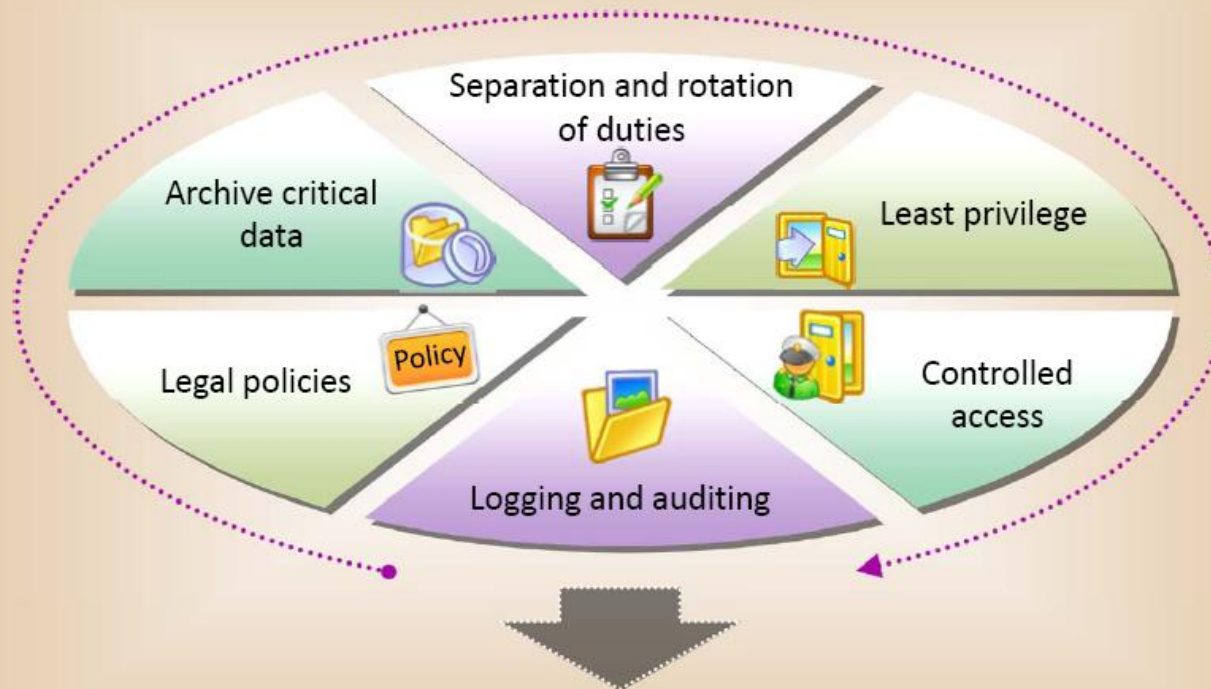 Separation and rotation
of duties
Archive critical
data
Least privilege
Policy
Legal policies
Controlled
access
Logging and auditing